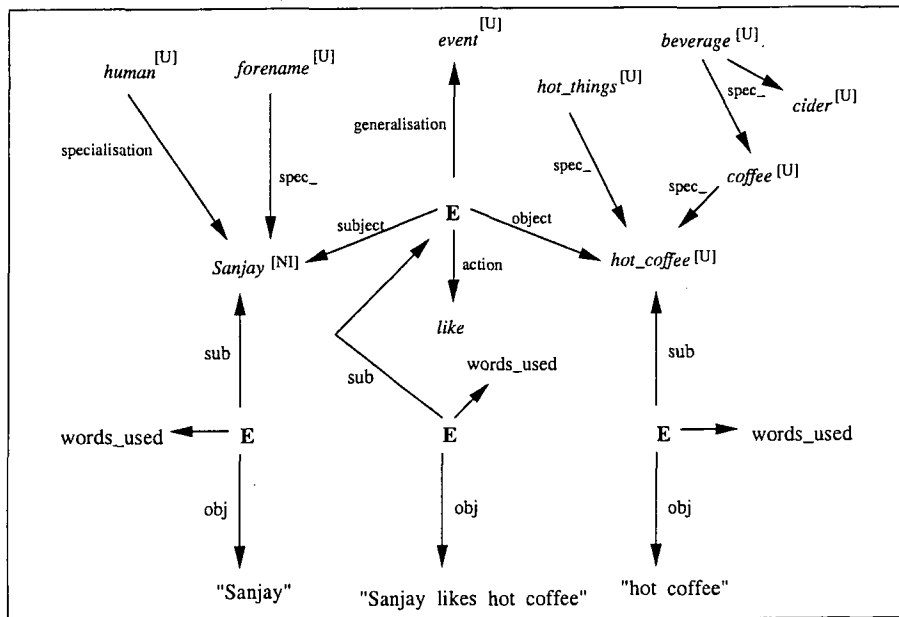 event [U]
beverage [U].
human [U]
forename [U]
hot_things [U]
spec_
cider [U]
generalisation
specialisation
spec_
spec_
spec_
coffee [U]
E
subject
object
Sanjay [NI]
action
hot_coffee [U]
like
sub
sub
words_used
sub
words_used
E
E
E
words_used
obj
obj
obj
"Sanjay"
"Sanjay likes hot coffee"
"hot coffee"